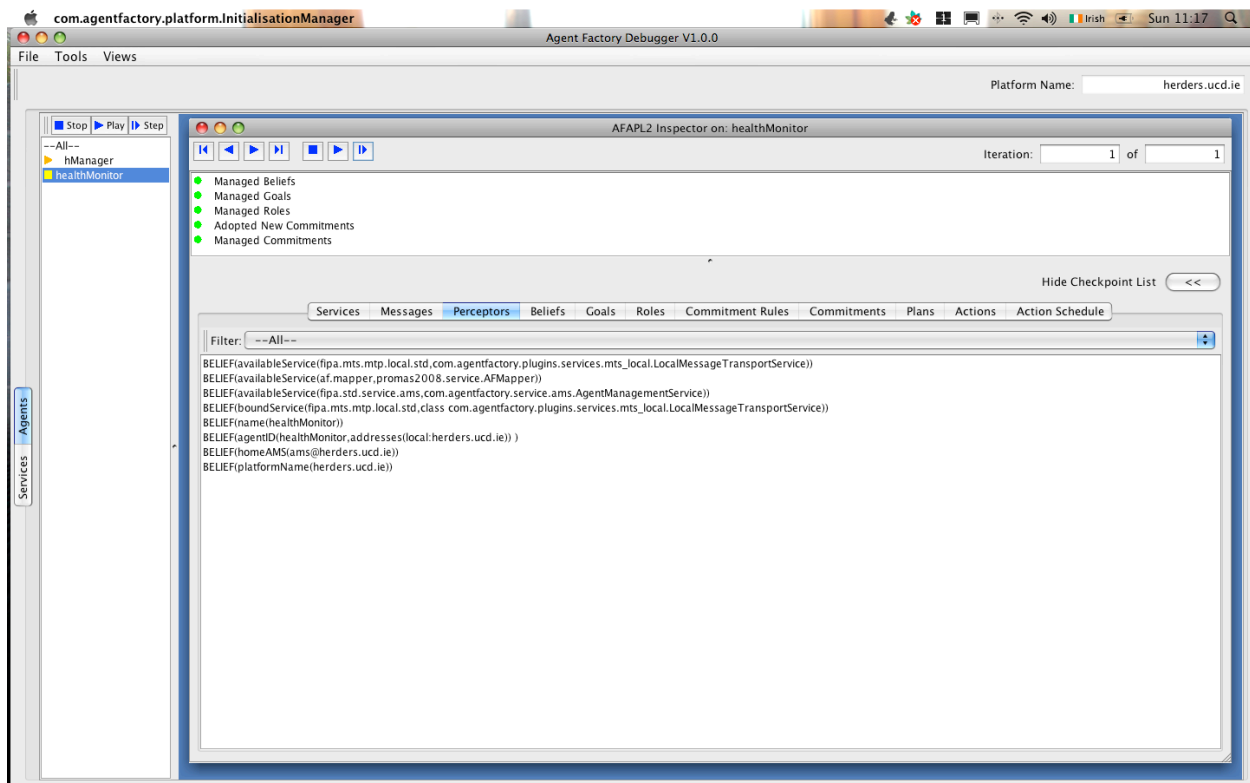 com.agentfactory.platform.InitialisationManager
Irish Sun 11:17
Agent Factory Debugger V1.0.0
File Tools Views
Platform Name: herders.ucd.ie
Stop Play Step
--All--
hManager
healthMonitor
Agents
Services
AFAPL2 Inspector on: healthMonitor
Iteration: 1 of 1
Managed Beliefs
Managed Goals
Managed Roles
Adopted New Commitments
Managed Commitments
Hide Checkpoint List <<
Services Messages Perceptors Beliefs Goals Roles Commitment Rules Commitments Plans Actions Action Schedule
Filter: --All--
BELIEF(availableService(fipa.mts.mtp.local.std,com.agentfactory.plugins.services.mts_local.LocalMessageTransportService))
BELIEF(availableService(af.mapper,promas2008.service.AFMapper))
BELIEF(availableService(fipa.std.service.ams,com.agentfactory.service.ams.AgentManagementService))
BELIEF(boundService(fipa.mts.mtp.local.std,class com.agentfactory.plugins.services.mts_local.LocalMessageTransportService))
BELIEF(name(healthMonitor))
BELIEF(agentID(healthMonitor,addresses(local:herders.ucd.ie)) )
BELIEF(homeAMS(ams@herders.ucd.ie))
BELIEF(platformName(herders.ucd.ie))